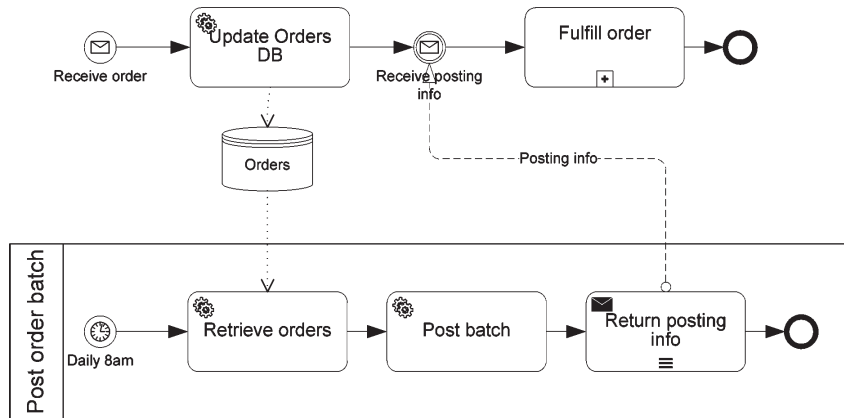 Update Orders
DB
Fulfill order
Receive order
Receive posting
info
Orders
Posting info
Post order batch
Retrieve orders
Post batch
Return posting
info
Daily 8am